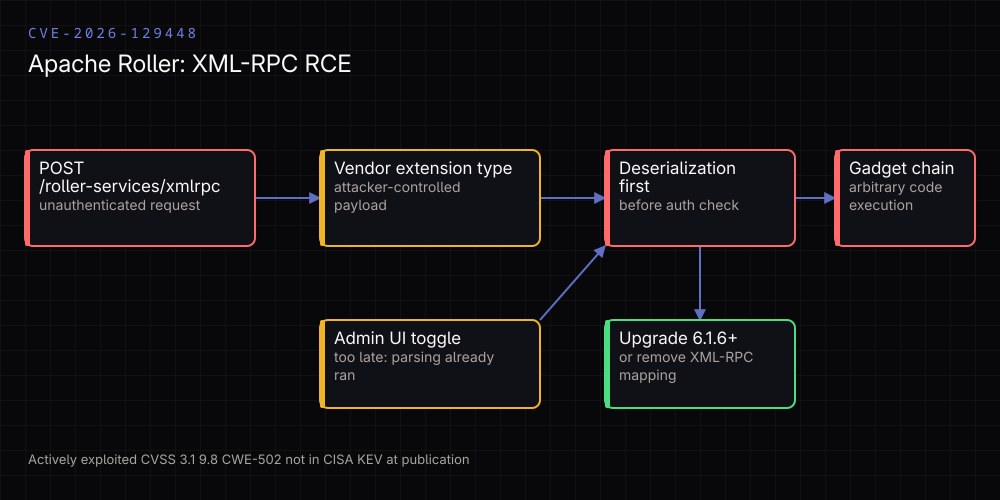 CVE-2026-129448
Apache Roller: XML-RPC RCE
POST
/roller-services/xmlrpc
unauthenticated request
Vendor extension type
attacker-controlled
payload
Deserialization
first
before auth check
Gadget chain
arbitrary code
execution
Admin UI toggle
too late: parsing already
ran
Upgrade 6.1.6+
or remove XML-RPC
mapping
Actively exploited CVSS 3.1 9.8 CWE-502 not in CISA KEV at publication